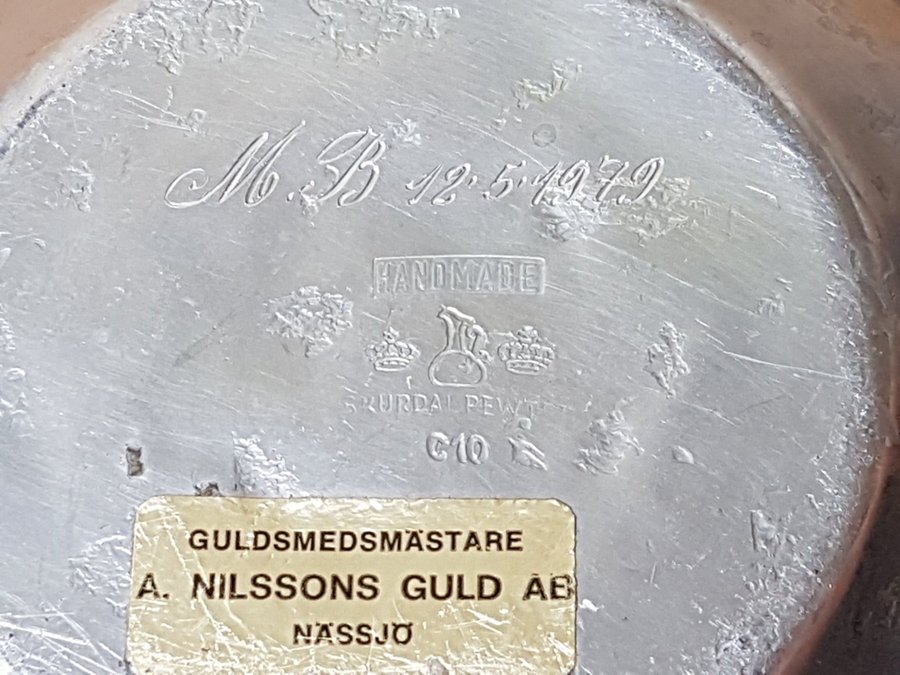 M. B 12·5·1979
HANDMADE
SKURDAL PEWTER
C10
GULDSMEDSMÄSTARE
A. NILSSONS GULD AB
NÄSSJÖ